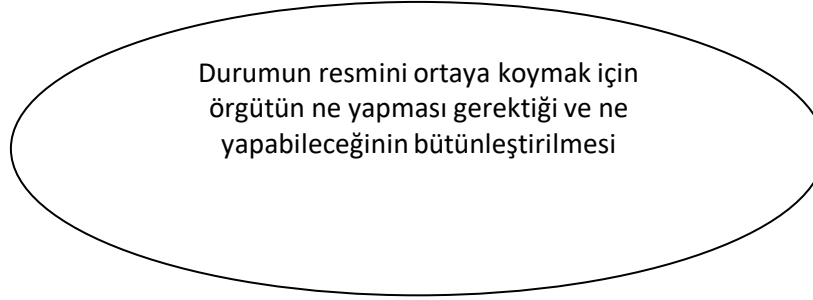 Durumun resmini ortaya koymak için
örgütün ne yapması gerektiği ve ne
yapabileceğinin bütünleştirilmesi